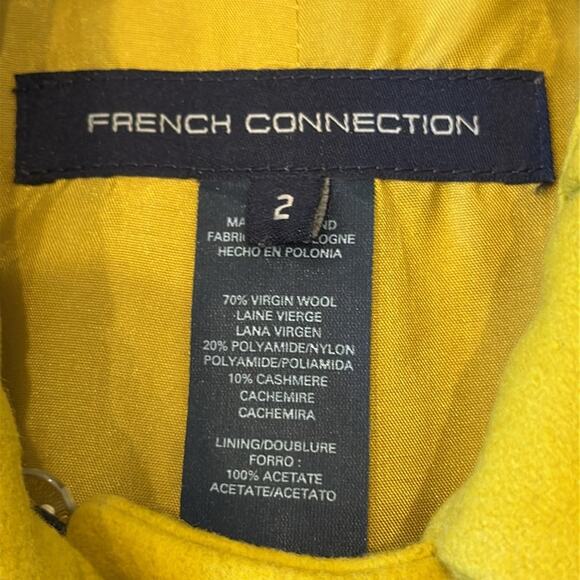 FRENCH CONNECTION
2
HECHO EN POLONIA
70% VIRGIN WOOL
LAINE VIERGE
LANA VIRGEN
20% POLYAMIDE/NYLON
POLYAMIDE/POLIAMIDA
10% CASHMERE
CACHEMIRE
CACHEMIRA
LINING/DOUBLURE
FORRO :
100% ACETATE
ACETATE/ACETATO